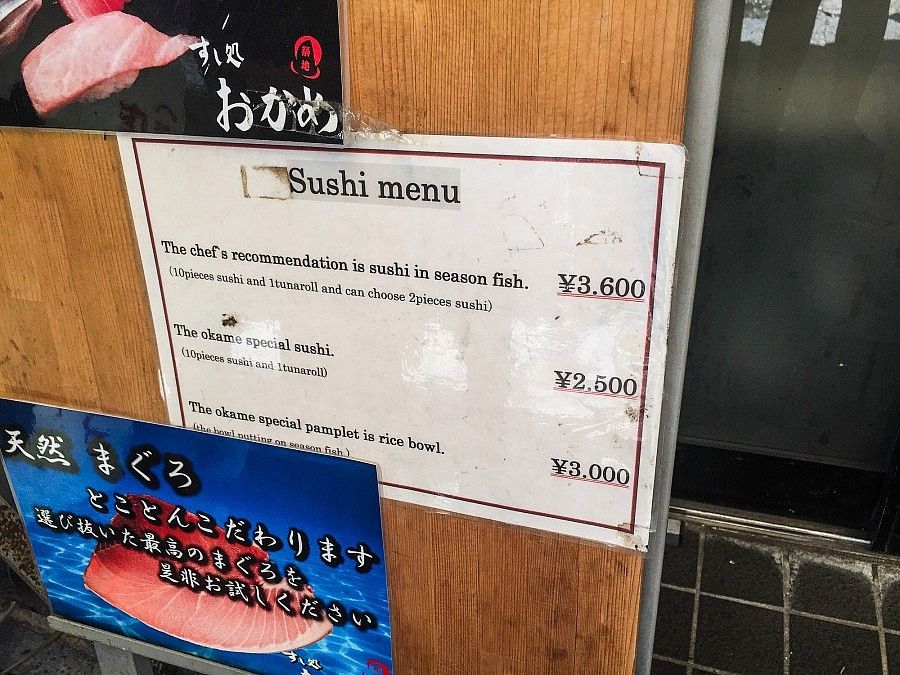 すし処
鍋地
おかめ
Sushi menu
The chef`s recommendation is sushi in season fish.
¥3.600
(10pieces sushi and 1tunaroll and can choose 2pieces sushi)
The okame special sushi.
(10pieces sushi and 1tunaroll)
¥2.500
The okame special pamplet is rice bowl.
(the bowl putting on season fish.)
¥3.000
天然 まぐろ
とことんこだわります
選び抜いた最高のまぐろを
是非お試しください
すし処